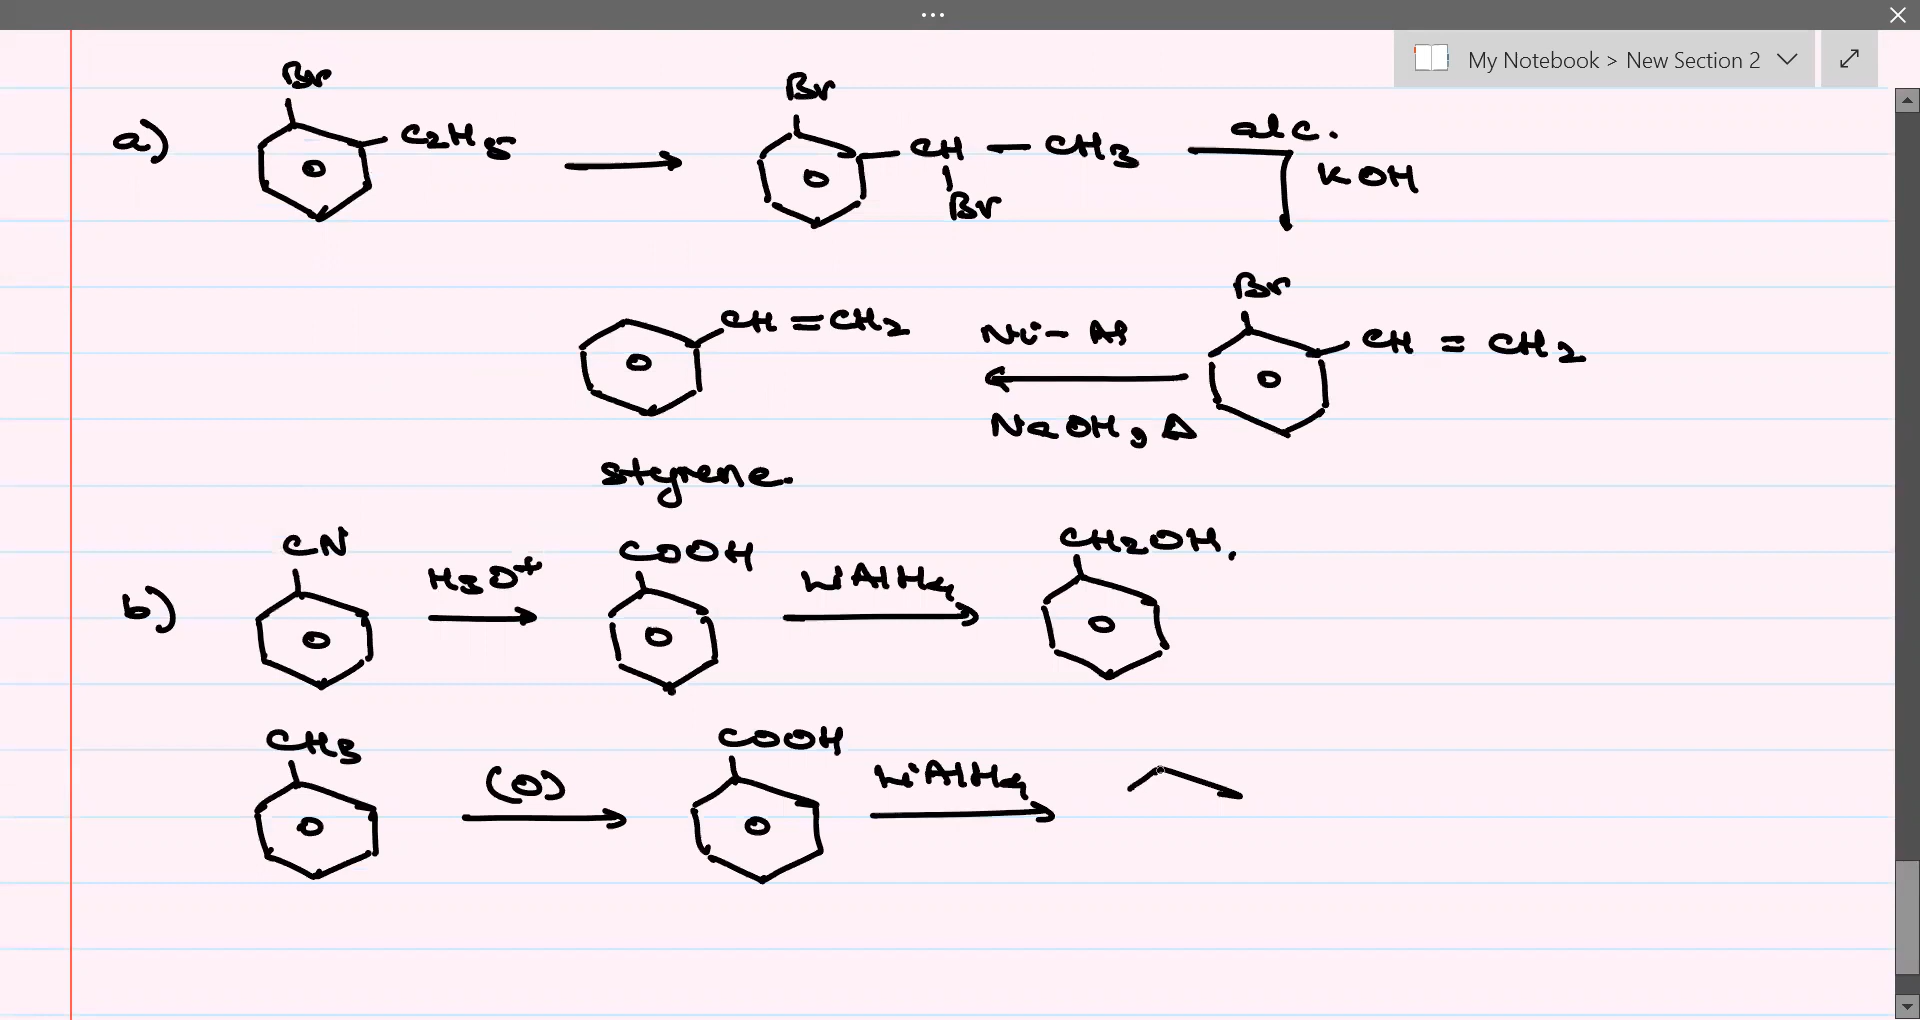 My Notebook > New Section 2
a) Br C2H5 Br CH — CH3 alc.
Br KOH
CH = CH2 Ni - Al Br CH = CH2
NaOH, Δ
styrene.
b) CN H3O+ COOH LiAlH4 CH2OH.
CH3 (O) COOH LiAlH4